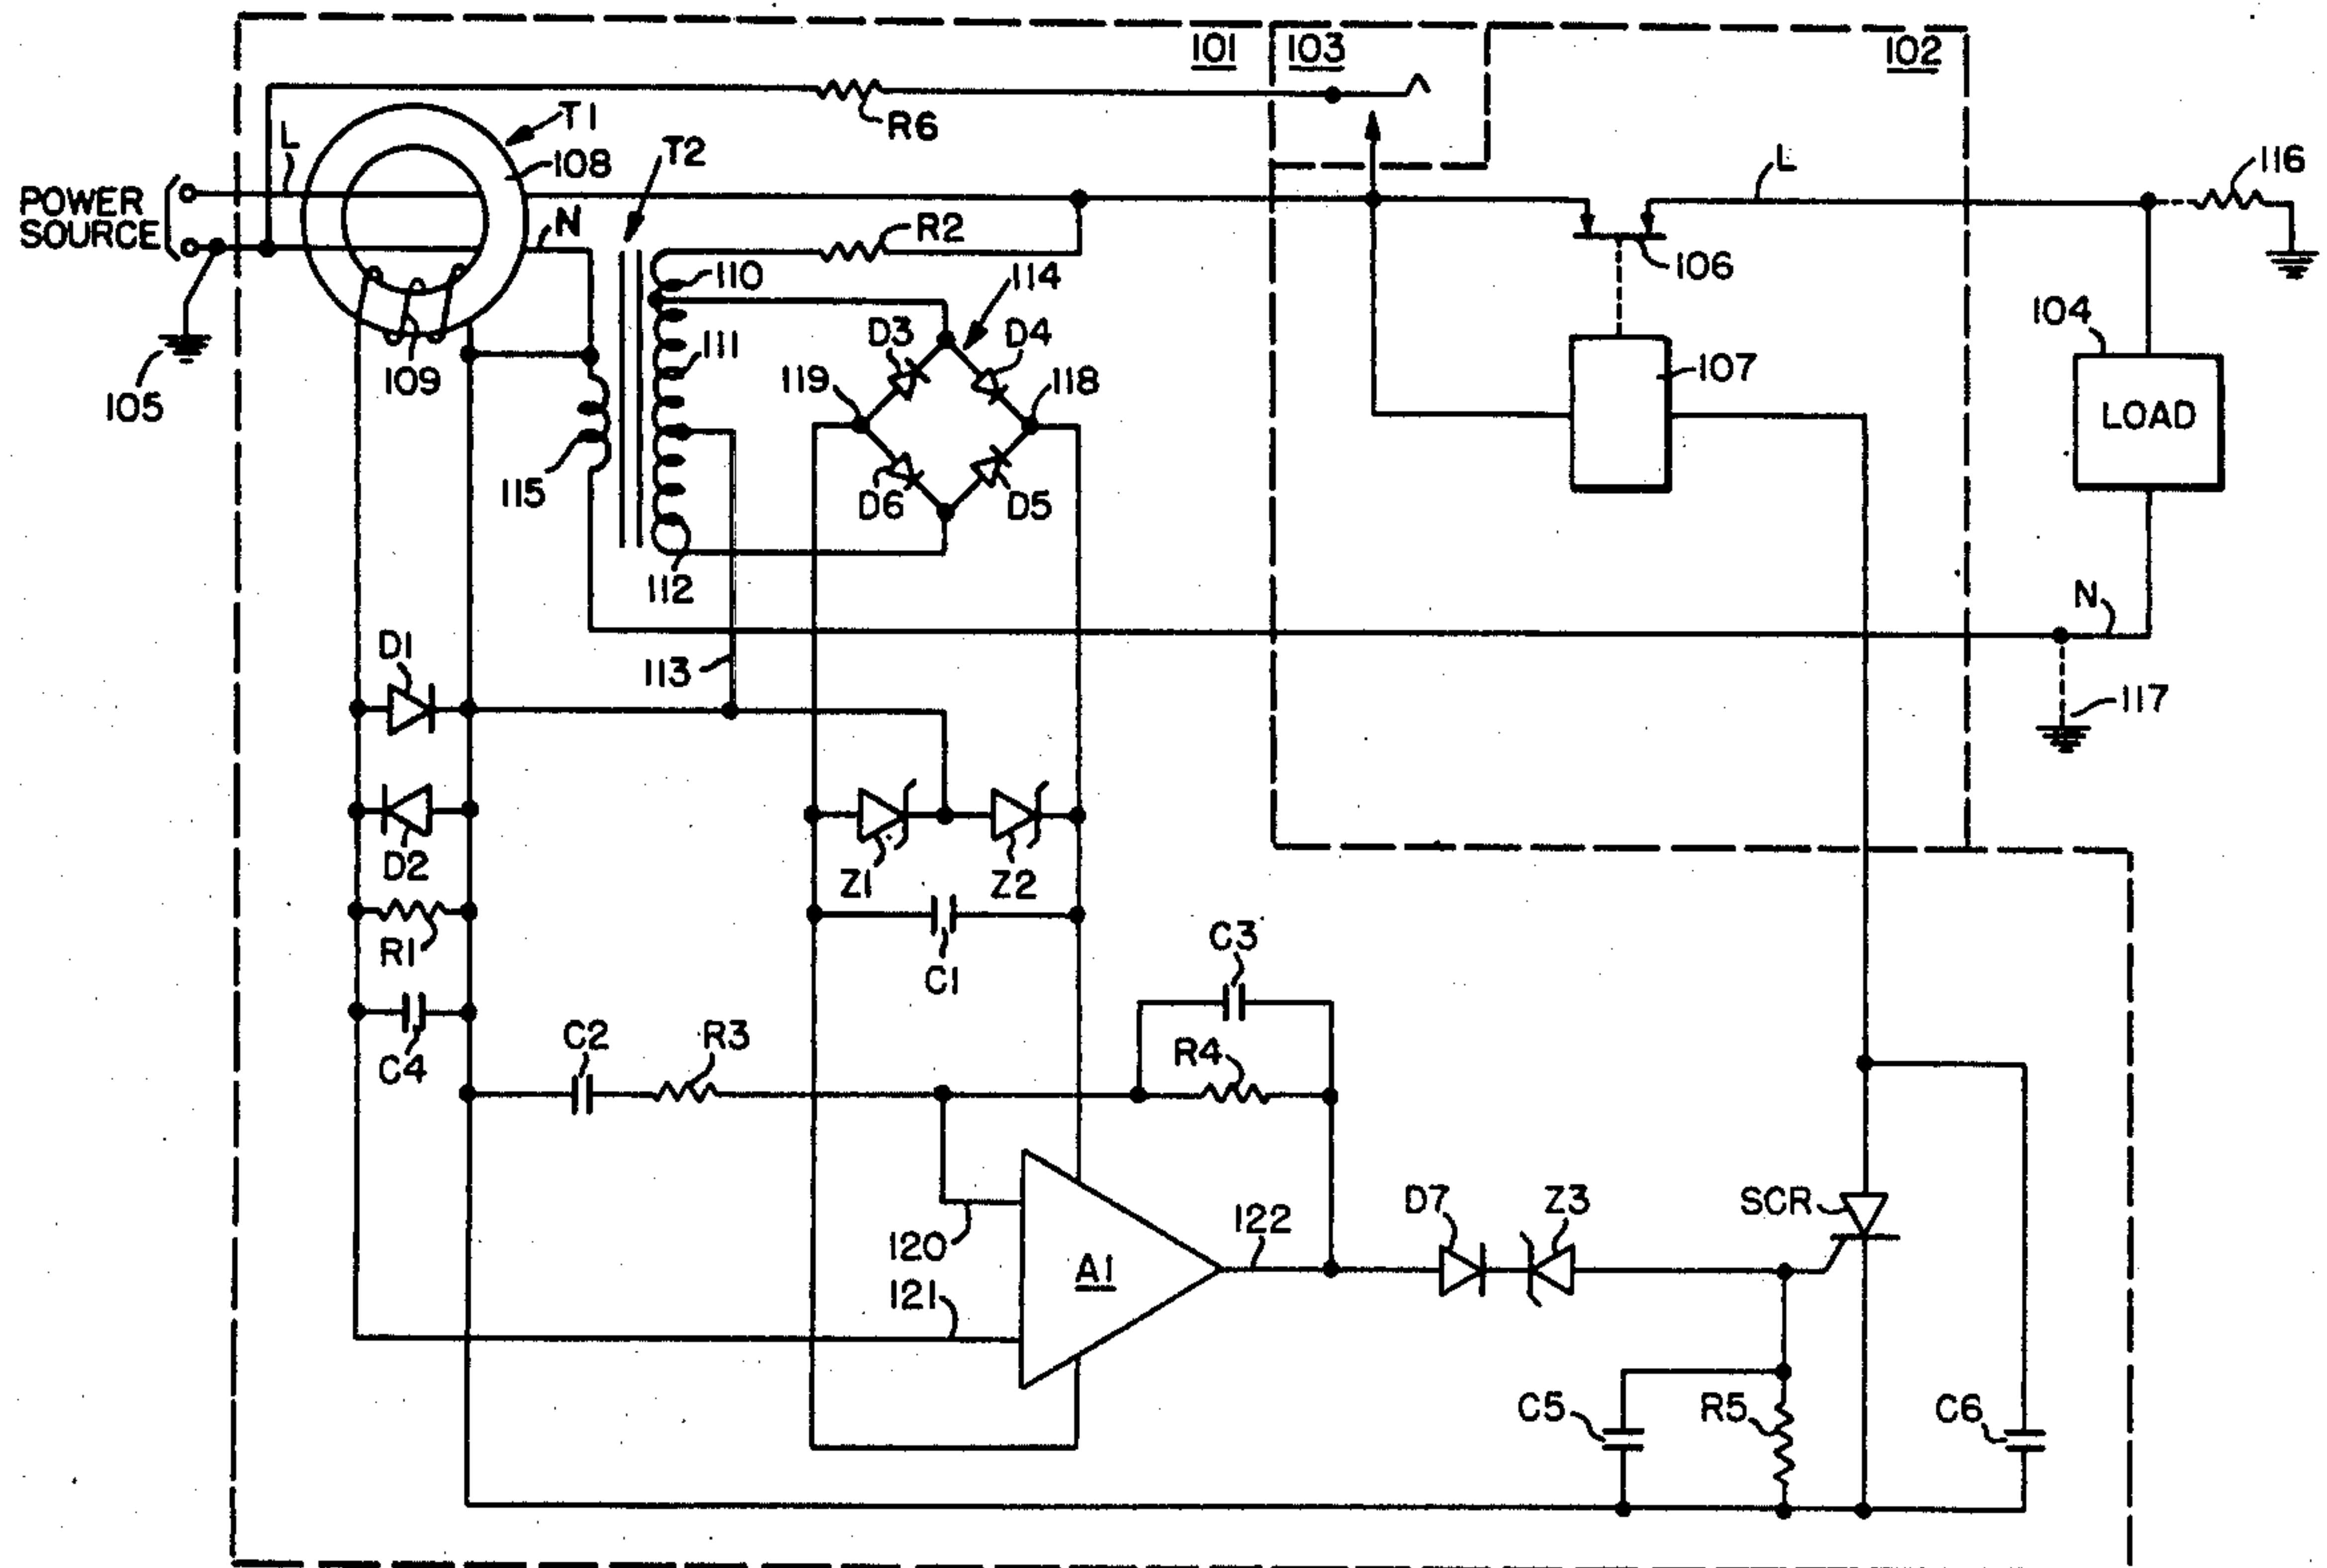 101
103
102
R6
L
T1
108
T2
POWER
SOURCE
N
R2
110
114
L
116
106
105
109
D3
D4
111
119
118
107
104
LOAD
115
D6
D5
112
N
113
D1
117
D2
Z1
Z2
R1
C1
C3
C4
C2
R3
R4
120
121
A1
122
D7
Z3
SCR
C5
R5
C6